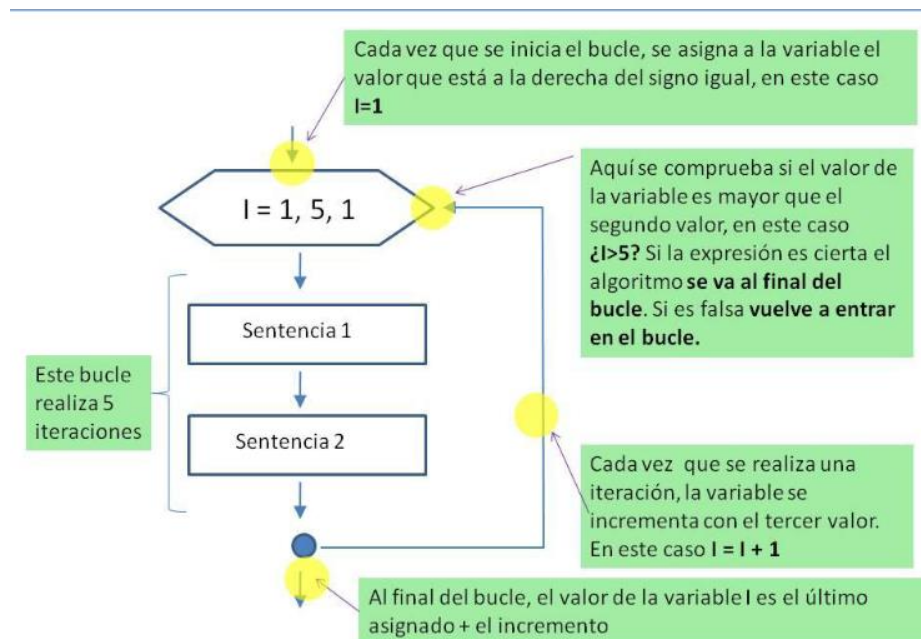 Cada vez que se inicia el bucle, se asigna a la variable el
valor que está a la derecha del signo igual, en este caso
I=1
Aquí se comprueba si el valor de
la variable es mayor que el
segundo valor, en este caso
¿I>5? Si la expresión es cierta el
algoritmo se va al final del
bucle. Si es falsa vuelve a entrar
en el bucle.
I = 1, 5, 1
Sentencia 1
Este bucle
realiza 5
iteraciones
Sentencia 2
Cada vez que se realiza una
iteración, la variable se
incrementa con el tercer valor.
En este caso I = I + 1
Al final del bucle, el valor de la variable I es el último
asignado + el incremento